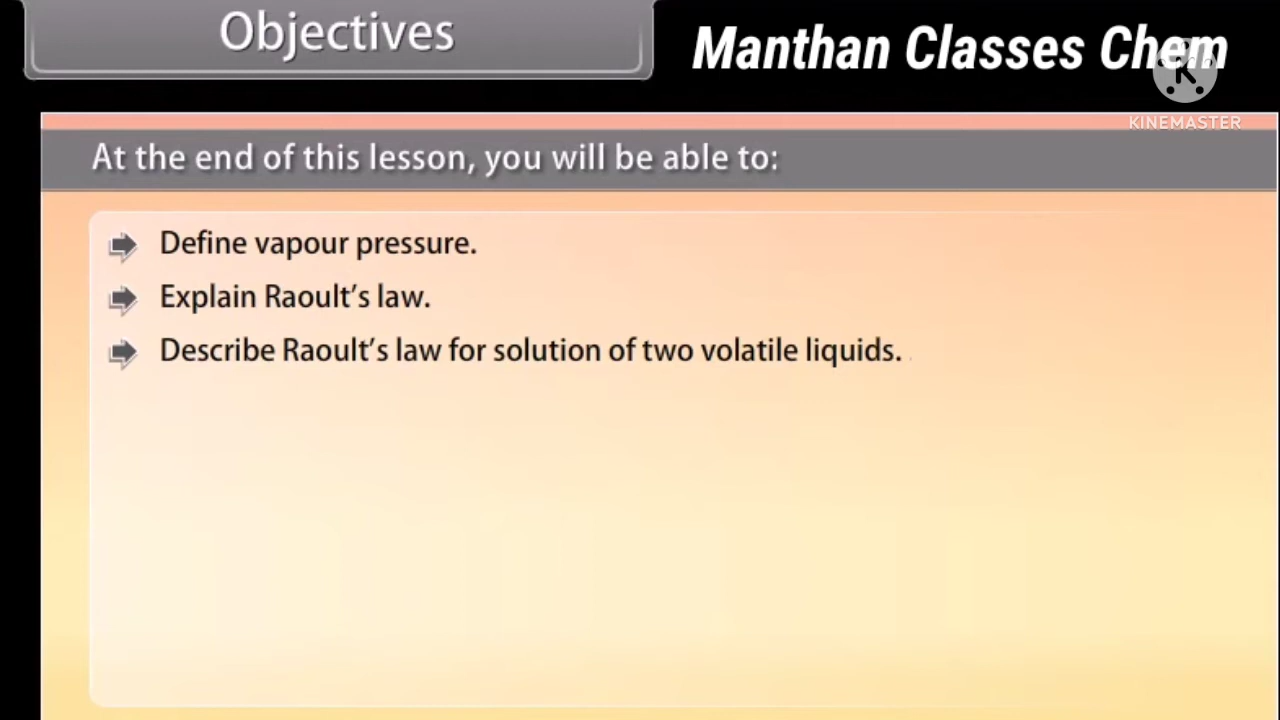 Objectives
Manthan Classes Chem
KINEMASTER
At the end of this lesson, you will be able to:
Define vapour pressure.
Explain Raoult's law.
Describe Raoult's law for solution of two volatile liquids.